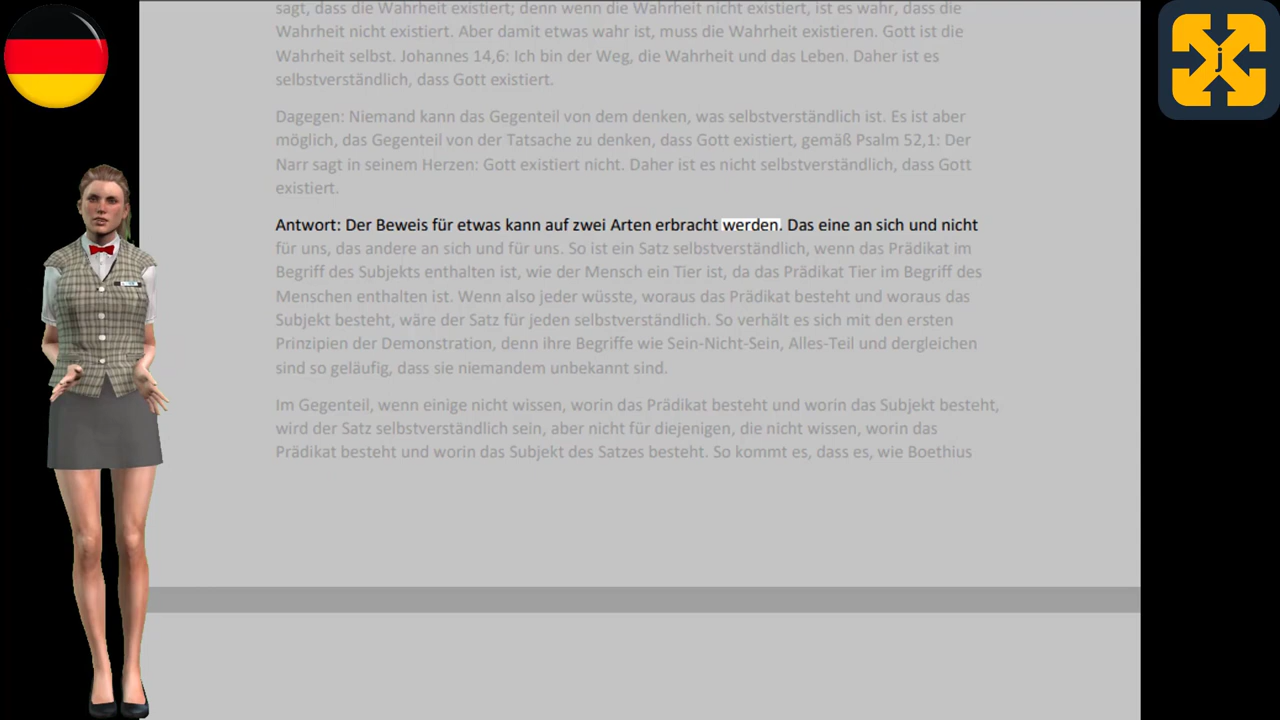 sagt, dass die Wahrheit existiert; denn wenn die Wahrheit nicht existiert, ist es wahr, dass die
Wahrheit nicht existiert. Aber damit etwas wahr ist, muss die Wahrheit existieren. Gott ist die
Wahrheit selbst. Johannes 14,6: Ich bin der Weg, die Wahrheit und das Leben. Daher ist es
selbstverständlich, dass Gott existiert.
Dagegen: Niemand kann das Gegenteil von dem denken, was selbstverständlich ist. Es ist aber
möglich, das Gegenteil von der Tatsache zu denken, dass Gott existiert, gemäß Psalm 52,1: Der
Narr sagt in seinem Herzen: Gott existiert nicht. Daher ist es nicht selbstverständlich, dass Gott
existiert.
Antwort: Der Beweis für etwas kann auf zwei Arten erbracht werden. Das eine an sich und nicht
für uns, das andere an sich und für uns. So ist ein Satz selbstverständlich, wenn das Prädikat im
Begriff des Subjekts enthalten ist, wie der Mensch ein Tier ist, da das Prädikat Tier im Begriff des
Menschen enthalten ist. Wenn also jeder wüsste, woraus das Prädikat besteht und woraus das
Subjekt besteht, wäre der Satz für jeden selbstverständlich. So verhält es sich mit den ersten
Prinzipien der Demonstration, denn ihre Begriffe wie Sein-Nicht-Sein, Alles-Teil und dergleichen
sind so geläufig, dass sie niemandem unbekannt sind.
Im Gegenteil, wenn einige nicht wissen, worin das Prädikat besteht und worin das Subjekt besteht,
wird der Satz selbstverständlich sein, aber nicht für diejenigen, die nicht wissen, worin das
Prädikat besteht und worin das Subjekt des Satzes besteht. So kommt es, dass es, wie Boethius
j